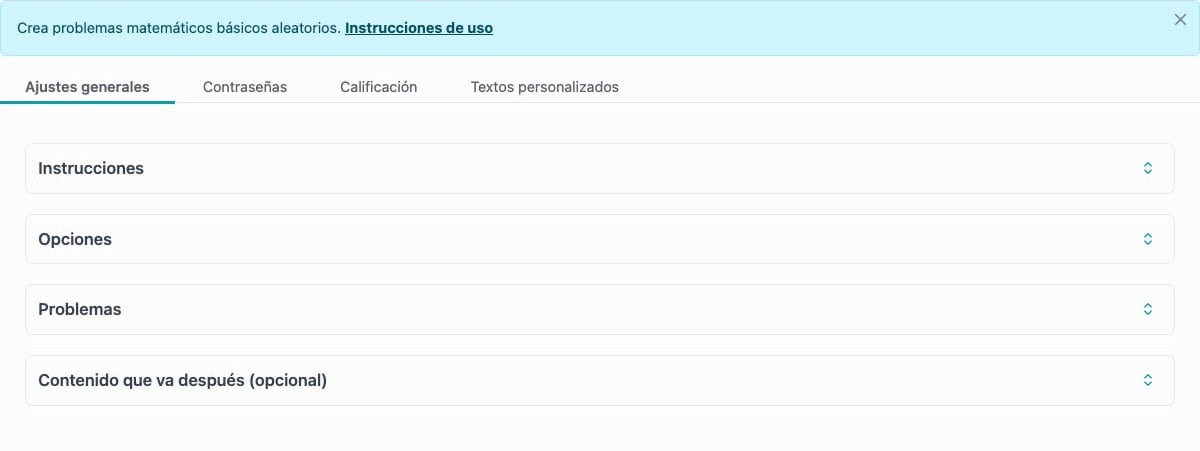 Crea problemas matemáticos básicos aleatorios. Instrucciones de uso
Ajustes generales Contraseñas Calificación Textos personalizados
Instrucciones
Opciones
Problemas
Contenido que va después (opcional)